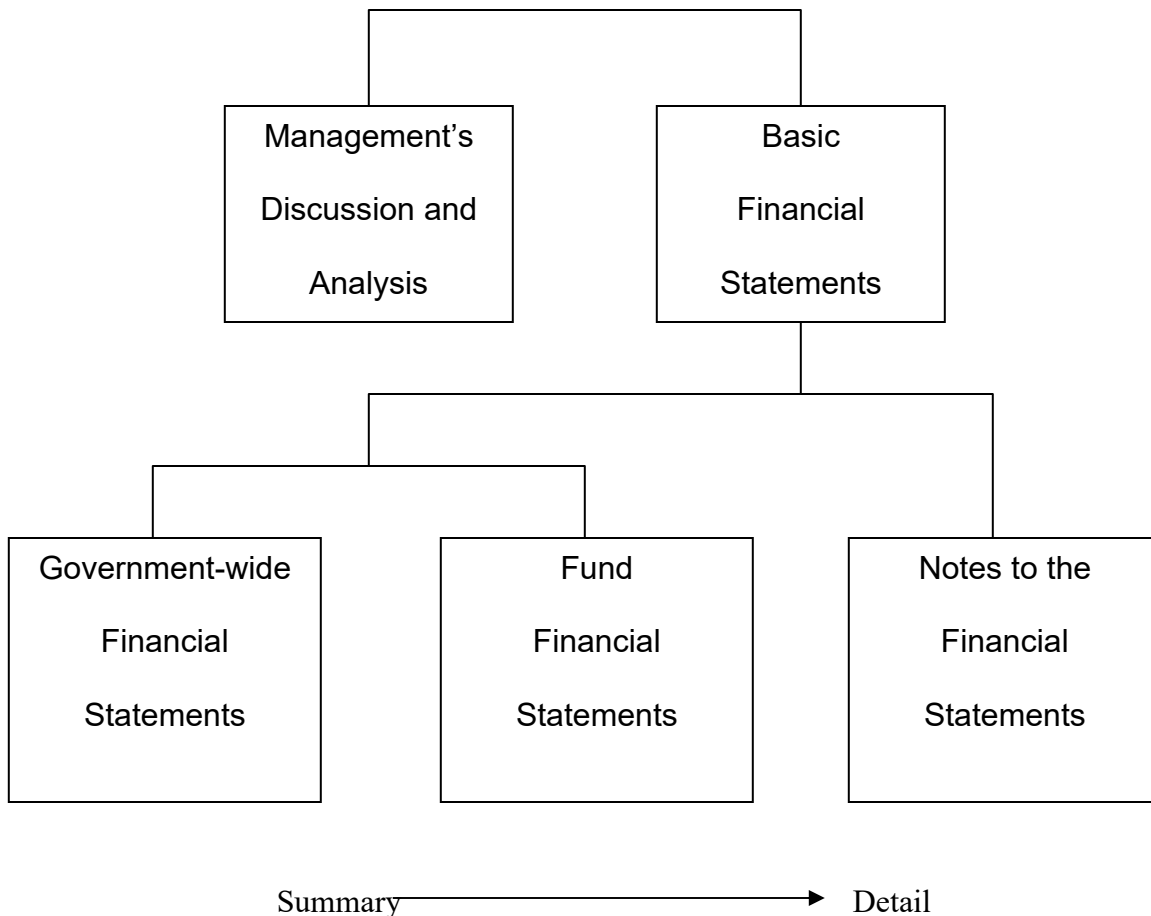 Management’s
Discussion and
Analysis
Basic
Financial
Statements
Government-wide
Financial
Statements
Fund
Financial
Statements
Notes to the
Financial
Statements
Summary
Detail